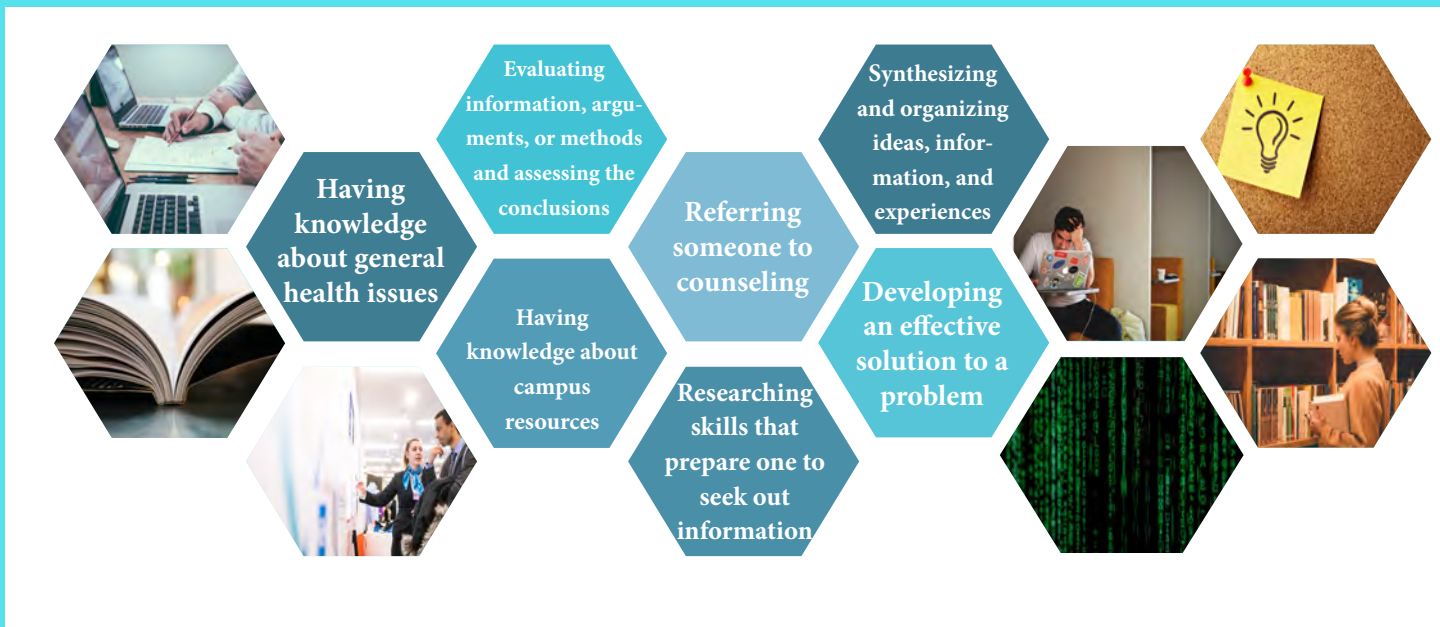 Having
knowledge
about general
health issues
Evaluating
information, argu-
ments, or methods
and assessing the
conclusions
Having
knowledge about
campus
resources
Referring
someone to
counseling
Researching
skills that
prepare one to
seek out
information
Synthesizing
and organizing
ideas, infor-
mation, and
experiences
Developing
an effective
solution to a
problem